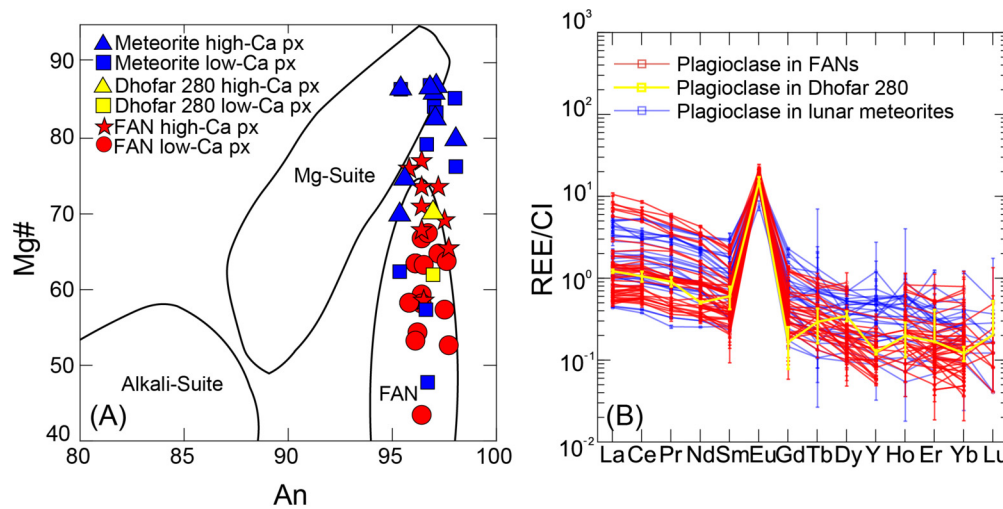 90
80
70
60
50
40
Mg#
Meteorite high-Ca px
Meteorite low-Ca px
Dhofar 280 high-Ca px
Dhofar 280 low-Ca px
FAN high-Ca px
FAN low-Ca px
Mg-Suite
Alkali-Suite
FAN
(A)
80 85 90 95 100
An
10³
10²
10¹
10⁰
10⁻¹
10⁻²
REE/CI
Plagioclase in FANs
Plagioclase in Dhofar 280
Plagioclase in lunar meteorites
(B)
La Ce Pr Nd Sm Eu Gd Tb Dy Y Ho Er Yb Lu